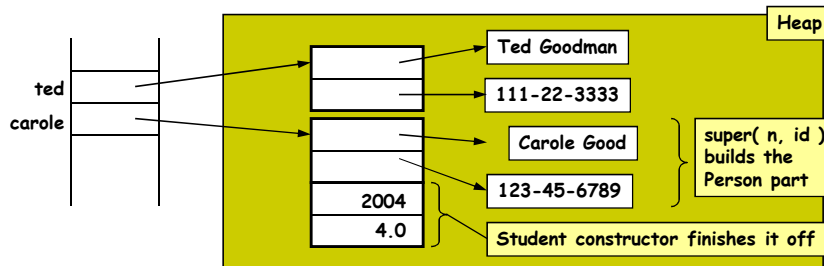 Heap
Ted Goodman
ted
111-22-3333
carole
Carole Good
super( n, id )
builds the
Person part
123-45-6789
2004
4.0
Student constructor finishes it off